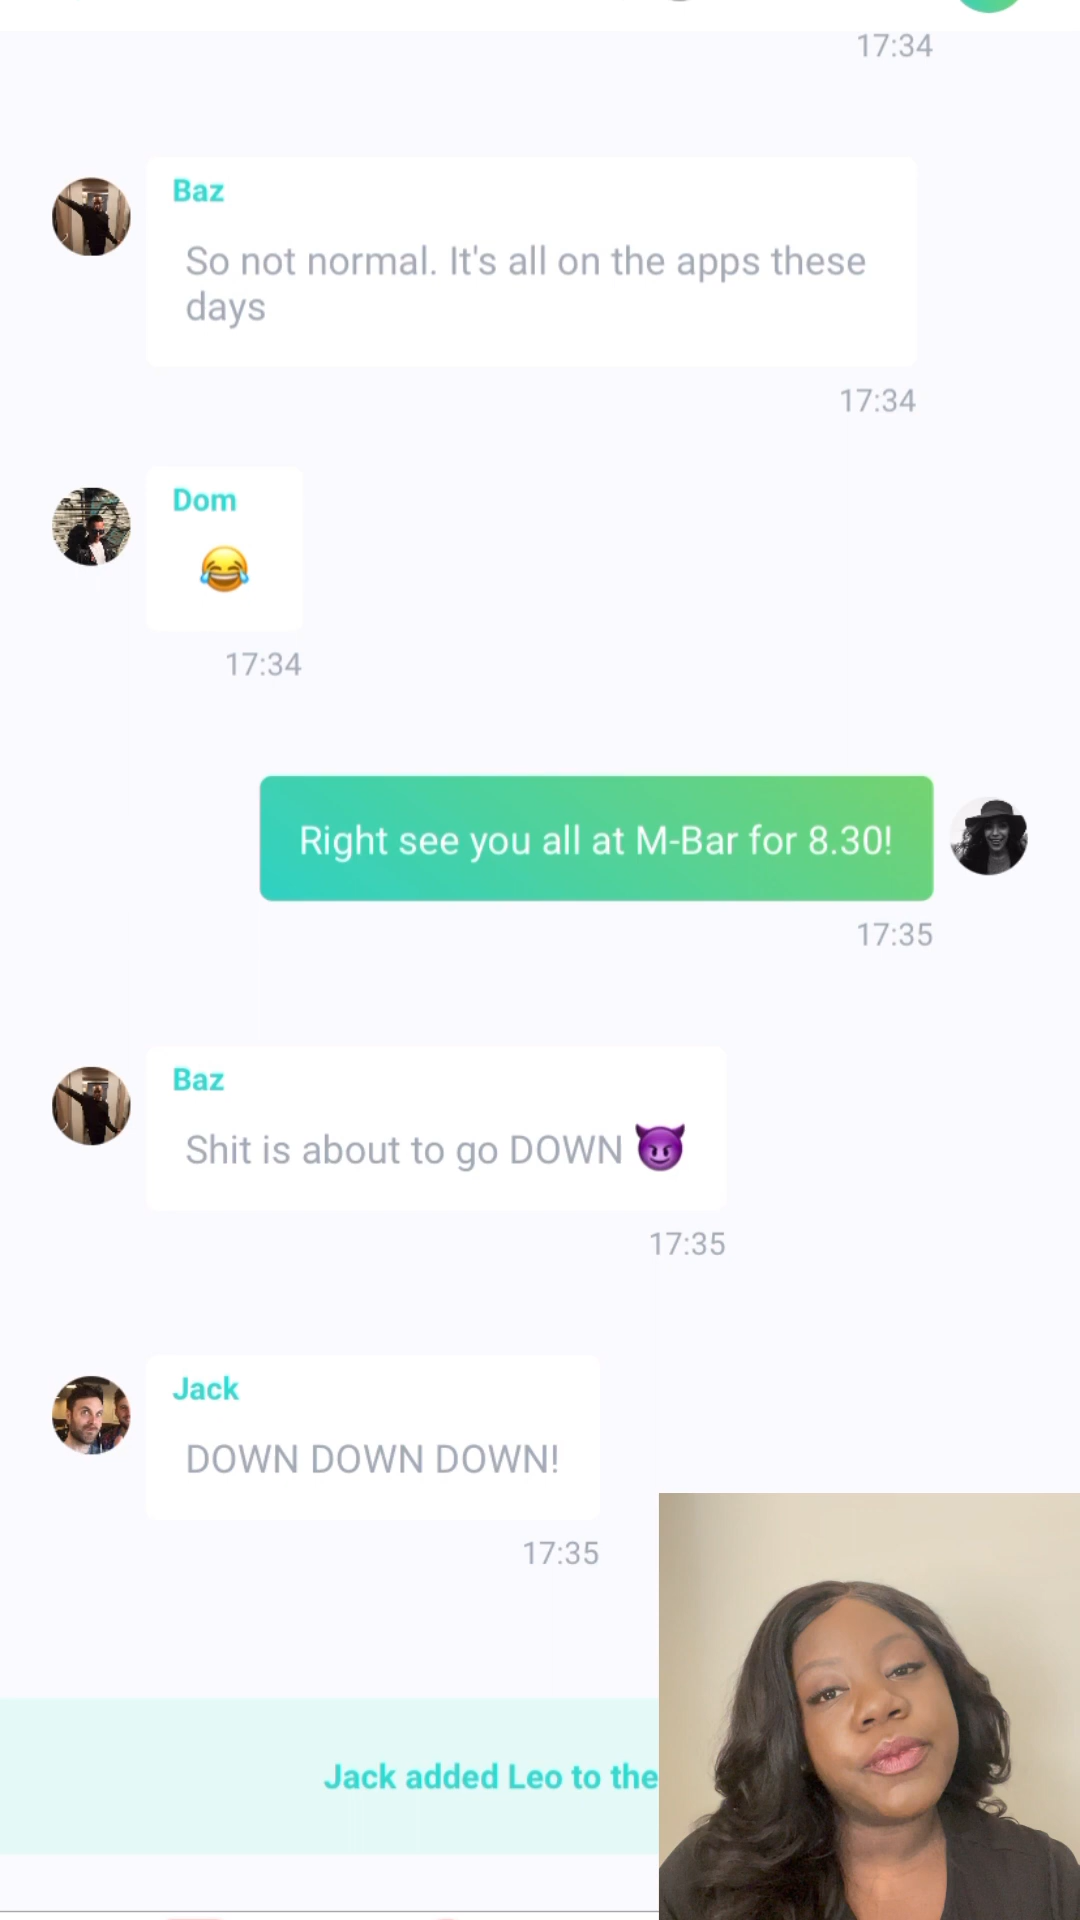 17:34
Baz
So not normal. It's all on the apps these
days
17:34
Dom
17:34
Right see you all at M-Bar for 8.30!
17:35
Baz
Shit is about to go DOWN 😈
17:35
Jack
DOWN DOWN DOWN!
17:35
Jack added Leo to the